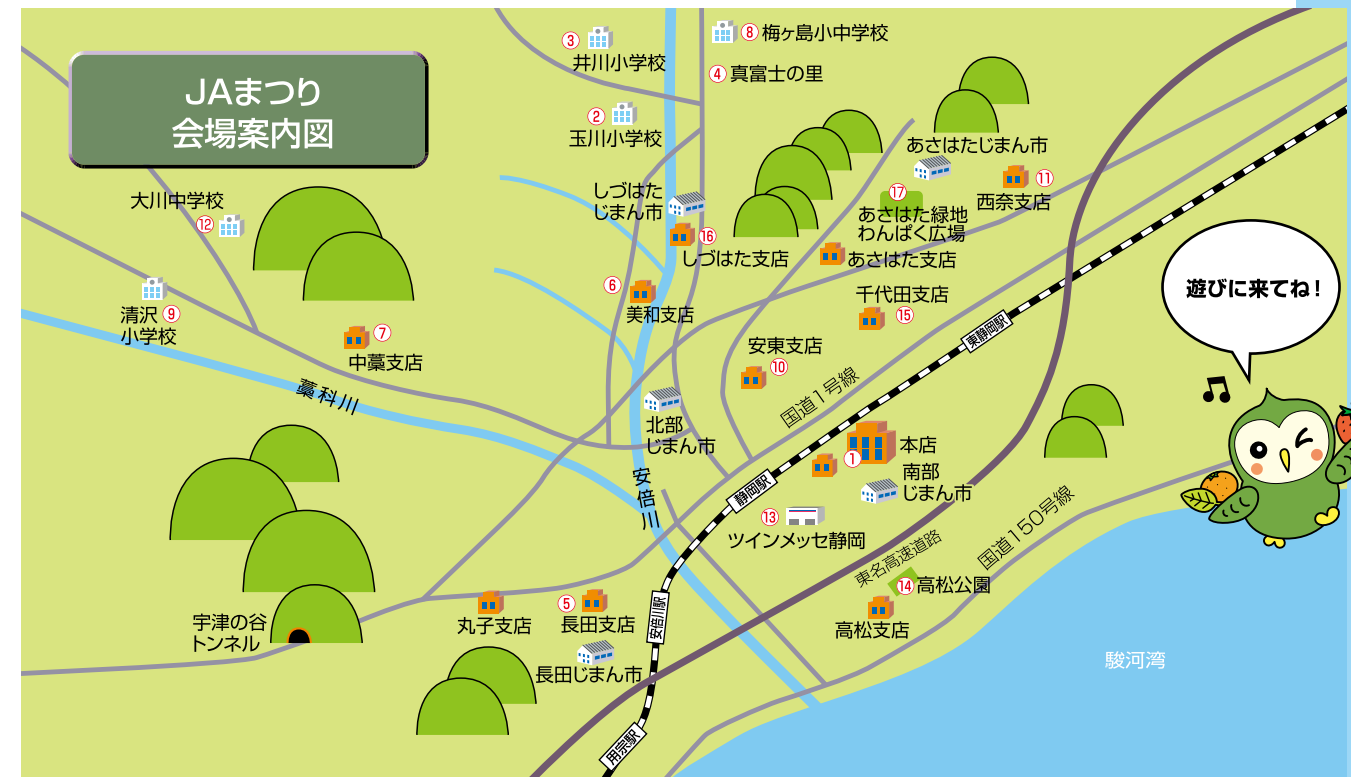 JAまつり
会場案内図
③
井川小学校
⑧ 梅ヶ島小中学校
④ 真富士の里
②
玉川小学校
あさはたじまん市
⑪
西奈支店
⑰
あさはた緑地
わんぱく広場
大川中学校
⑫
しづはた
じまん市
⑯
しづはた支店
あさはた支店
⑥
美和支店
千代田支店
⑮
遊びに来てね！
清沢⑨
小学校
⑦
中藁支店
安東支店
⑩
東静岡駅
国道1号線
藁科川
北部
じまん市
本店
①
南部
じまん市
静岡駅
安倍川
⑬
ツインメッセ静岡
国道150号線
東名高速道路
⑭高松公園
高松支店
宇津の谷
トンネル
丸子支店
⑤
長田支店
安倍川駅
長田じまん市
駿河湾
用宗駅